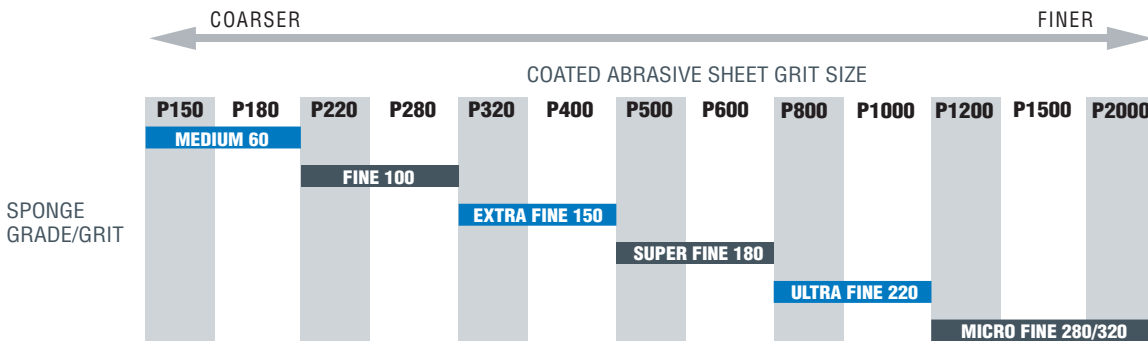 COARSER FINER
COATED ABRASIVE SHEET GRIT SIZE
P150 P180 P220 P280 P320 P400 P500 P600 P800 P1000 P1200 P1500 P2000
MEDIUM 60
FINE 100
SPONGE
GRADE/GRIT
EXTRA FINE 150
SUPER FINE 180
ULTRA FINE 220
MICRO FINE 280/320